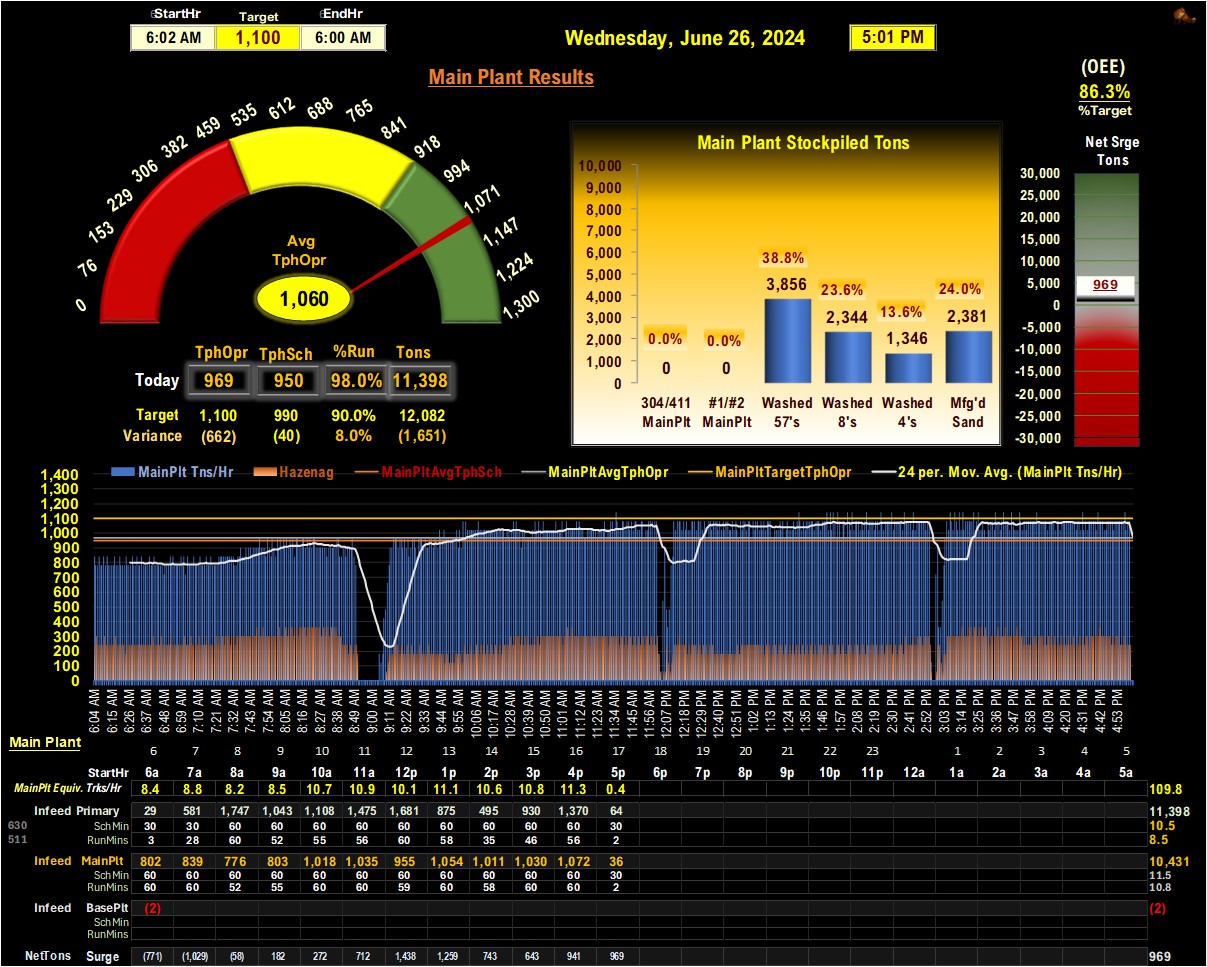 StartHr Target EndHr
6:02 AM 1,100 6:00 AM
Wednesday, June 26, 2024 5:01 PM
Main Plant Results
(OEE)
86.3%
%Target
Net Srge
Tons
0 76 153 229 306 382 459 535 612 688 765 841 918 994 1,071 1,147 1,224 1,300
Avg
TphOpr
1,060
TphOpr TphSch %Run Tons
Today 969 950 98.0% 11,398
Target 1,100 990 90.0% 12,082
Variance (662) (40) 8.0% (1,651)
Main Plant Stockpiled Tons
10,000
9,000
8,000
7,000
6,000
5,000
4,000
3,000
2,000
1,000
0
0.0% 0.0% 38.8% 23.6% 13.6% 24.0%
0 0 3,856 2,344 1,346 2,381
304/411 #1/#2 Washed Washed Washed Mfg'd
MainPlt MainPlt 57's 8's 4's Sand
30,000
25,000
20,000
15,000
10,000
5,000
0
-5,000
-10,000
-15,000
-20,000
-25,000
-30,000
969
MainPlt Tns/Hr Hazenag MainPltAvgTphSch MainPltAvgTphOpr MainPltTargetTphOpr 24 per. Mov. Avg. (MainPlt Tns/Hr)
1,400
1,300
1,200
1,100
1,000
900
800
700
600
500
400
300
200
100
0
6:04 AM 6:15 AM 6:26 AM 6:37 AM 6:48 AM 6:59 AM 7:10 AM 7:21 AM 7:32 AM 7:43 AM 7:54 AM 8:05 AM 8:16 AM 8:27 AM 8:38 AM 8:49 AM 9:00 AM 9:11 AM 9:22 AM 9:33 AM 9:44 AM 9:55 AM 10:06 AM 10:17 AM 10:28 AM 10:39 AM 10:50 AM 11:01 AM 11:12 AM 11:23 AM 11:34 AM 11:45 AM 11:56 AM 12:07 PM 12:18 PM 12:29 PM 12:40 PM 12:51 PM 1:02 PM 1:13 PM 1:24 PM 1:35 PM 1:46 PM 1:57 PM 2:08 PM 2:19 PM 2:30 PM 2:41 PM 2:52 PM 3:03 PM 3:14 PM 3:25 PM 3:36 PM 3:47 PM 3:58 PM 4:09 PM 4:20 PM 4:31 PM 4:42 PM 4:53 PM
Main Plant
6 7 8 9 10 11 12 13 14 15 16 17 18 19 20 21 22 23 1 2 3 4 5
StartHr 6a 7a 8a 9a 10a 11a 12p 1p 2p 3p 4p 5p 6p 7p 8p 9p 10p 11p 12a 1a 2a 3a 4a 5a
MainPlt Equiv. Trks/Hr 8.4 8.8 8.2 8.5 10.7 10.9 10.1 11.1 10.6 10.8 11.3 0.4 109.8
Infeed Primary 29 581 1,747 1,043 1,108 1,475 1,681 875 495 930 1,370 64 11,398
630 Sch Min 30 30 60 60 60 60 60 60 60 60 60 30 10.5
511 RunMins 3 28 60 52 55 56 60 58 35 46 56 2 8.5
Infeed MainPlt 802 839 776 803 1,018 1,035 955 1,054 1,011 1,030 1,072 36 10,431
Sch Min 60 60 60 60 60 60 60 60 60 60 60 30 11.5
RunMins 60 60 52 55 60 60 59 60 58 60 60 2 10.8
Infeed BasePlt (2) (2)
Sch Min
RunMins
NetTons Surge (771) (1,029) (58) 182 272 712 1,438 1,259 743 643 941 969 969